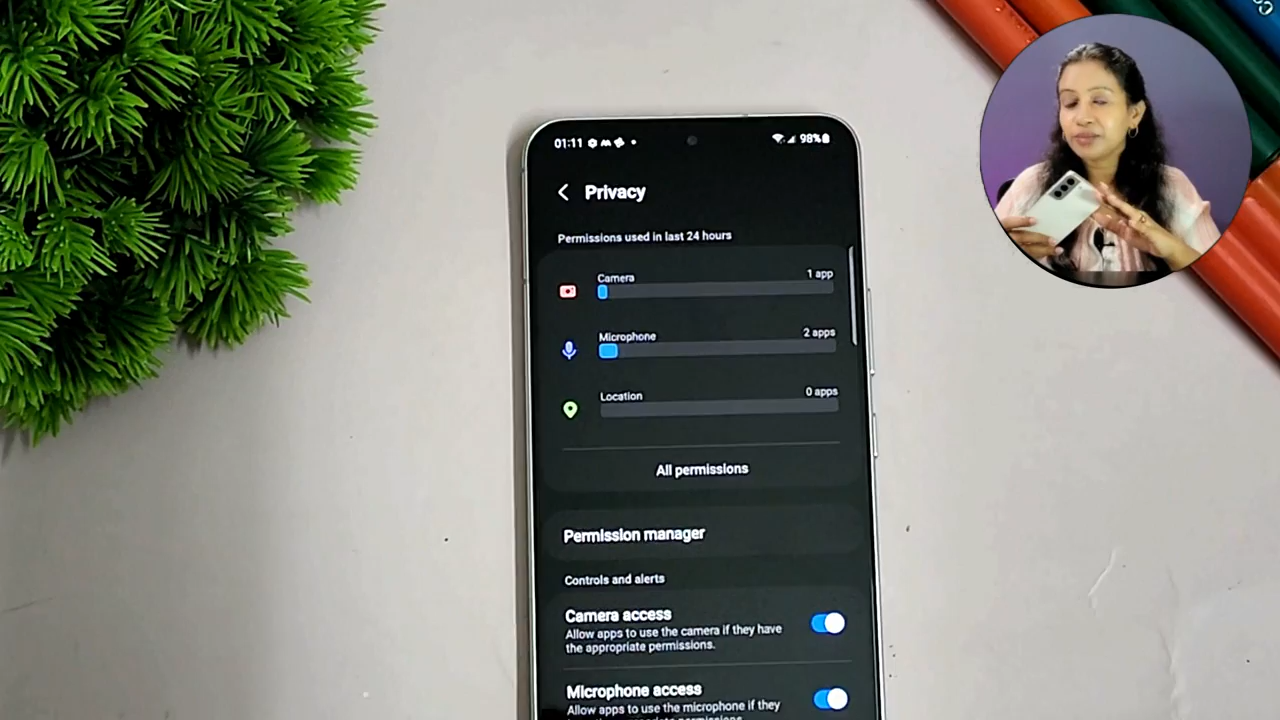 01:11 98%
Privacy
Permissions used in last 24 hours
Camera 1 app
Microphone 2 apps
Location 0 apps
All permissions
Permission manager
Controls and alerts
Camera access
Allow apps to use the camera if they have
the appropriate permissions.
Microphone access
Allow apps to use the microphone if they